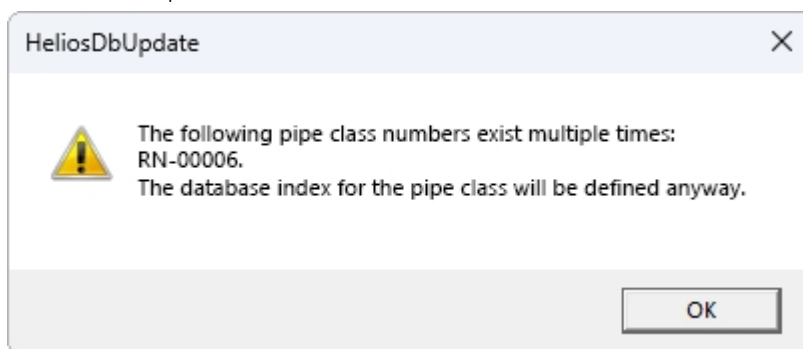 HeliosDbUpdate
The following pipe class numbers exist multiple times:
RN-00006.
The database index for the pipe class will be defined anyway.
OK